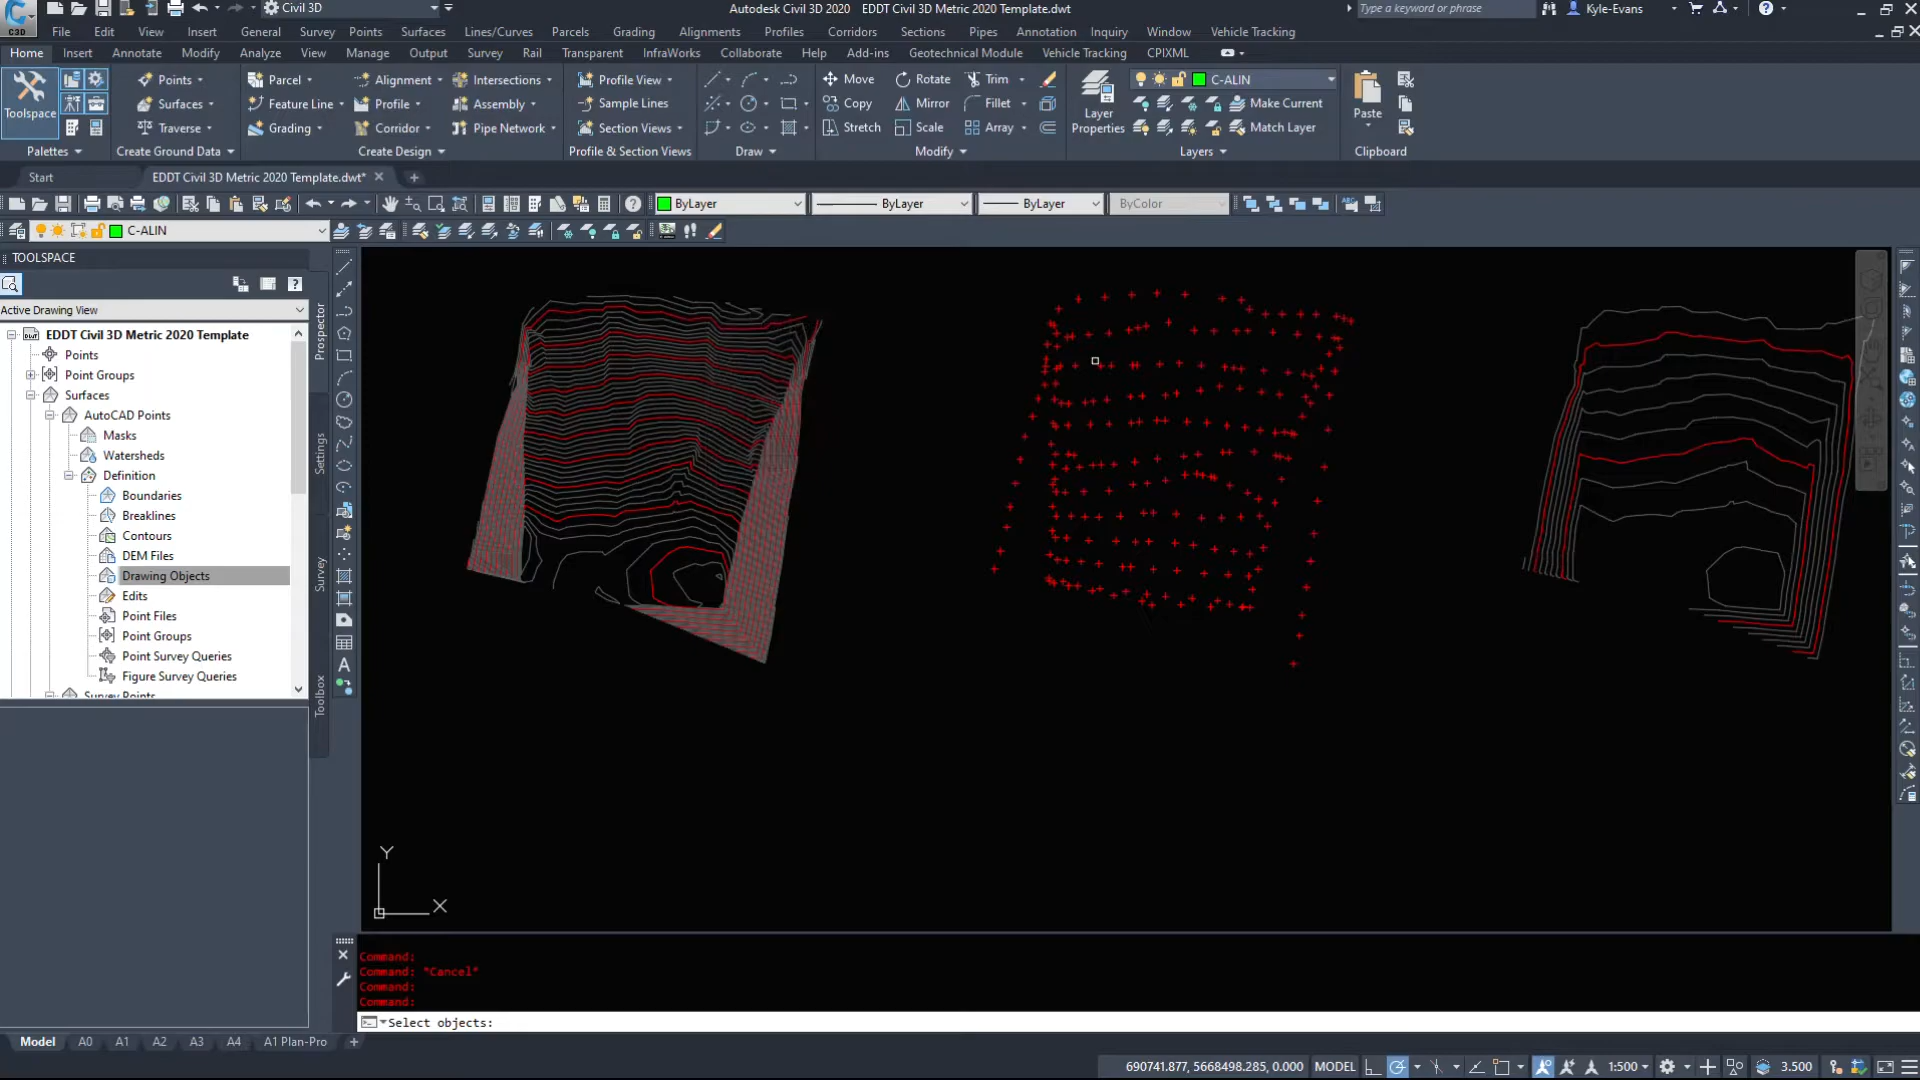 Civil 3D
Autodesk Civil 3D 2020 EDDT Civil 3D Metric 2020 Template.dwt
Type a keyword or phrase
Kyle-Evans
C3D
File Edit View Insert General Survey Points Surfaces Lines/Curves Parcels Grading Alignments Profiles Corridors Sections Pipes Annotation Inquiry Window Vehicle Tracking
Home Insert Annotate Modify Analyze View Manage Output Survey Rail Transparent InfraWorks Collaborate Help Add-ins Geotechnical Module Vehicle Tracking CPIXML
Toolspace
Points
Surfaces
Traverse
Parcel
Feature Line
Grading
Alignment
Profile
Corridor
Intersections
Assembly
Pipe Network
Profile View
Sample Lines
Section Views
Move
Copy
Stretch
Rotate
Mirror
Scale
Trim
Fillet
Array
Layer
Properties
C-ALIN
Make Current
Match Layer
Paste
Palettes
Create Ground Data
Create Design
Profile & Section Views
Draw
Modify
Layers
Clipboard
Start
EDDT Civil 3D Metric 2020 Template.dwt*
ByLayer
ByLayer
ByLayer
ByColor
C-ALIN
TOOLSPACE
Active Drawing View
EDDT Civil 3D Metric 2020 Template
Points
Point Groups
Surfaces
AutoCAD Points
Masks
Watersheds
Definition
Boundaries
Breaklines
Contours
DEM Files
Drawing Objects
Edits
Point Files
Point Groups
Point Survey Queries
Figure Survey Queries
Survey Points
Prospector
Settings
Survey
Toolbox
Y
X
Command:
Command: *Cancel*
Command:
Command:
Select objects:
Model A0 A1 A2 A3 A4 A1 Plan-Pro
690741.877, 5668498.285, 0.000 MODEL
1:500
3.500